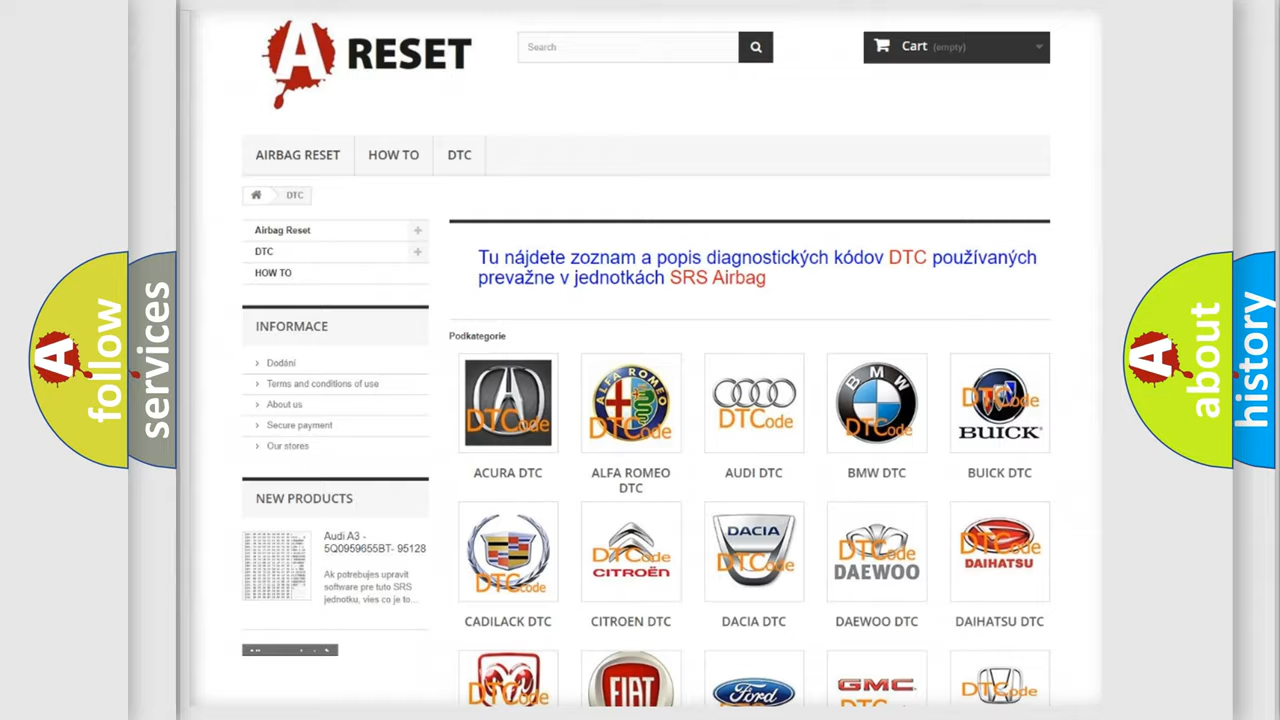 A RESET
Search
Cart (empty)
AIRBAG RESET
HOW TO
DTC
DTC
Airbag Reset
DTC
HOW TO
INFORMACE
Dodání
Terms and conditions of use
About us
Secure payment
Our stores
NEW PRODUCTS
Audi A3 -
5Q0959655BT- 95128
Ak potrebujes upravit
software pre tuto SRS
jednotku, vies co je to...
Tu nájdete zoznam a popis diagnostických kódov DTC používaných
prevažne v jednotkách SRS Airbag
Podkategorie
DTCode
ALFA ROMEO
DTCode
DTCode
BMW
DTCode
DTCode
BUICK
ACURA DTC
ALFA ROMEO
DTC
AUDI DTC
BMW DTC
BUICK DTC
DTCode
DTCode
CITROËN
DACIA
DTCode
DTCode
DAEWOO
DTCode
DAIHATSU
CADILACK DTC
CITROEN DTC
DACIA DTC
DAEWOO DTC
DAIHATSU DTC
DTCode
FIAT
Ford
GMC
DTCode
A follow
services
A about
history